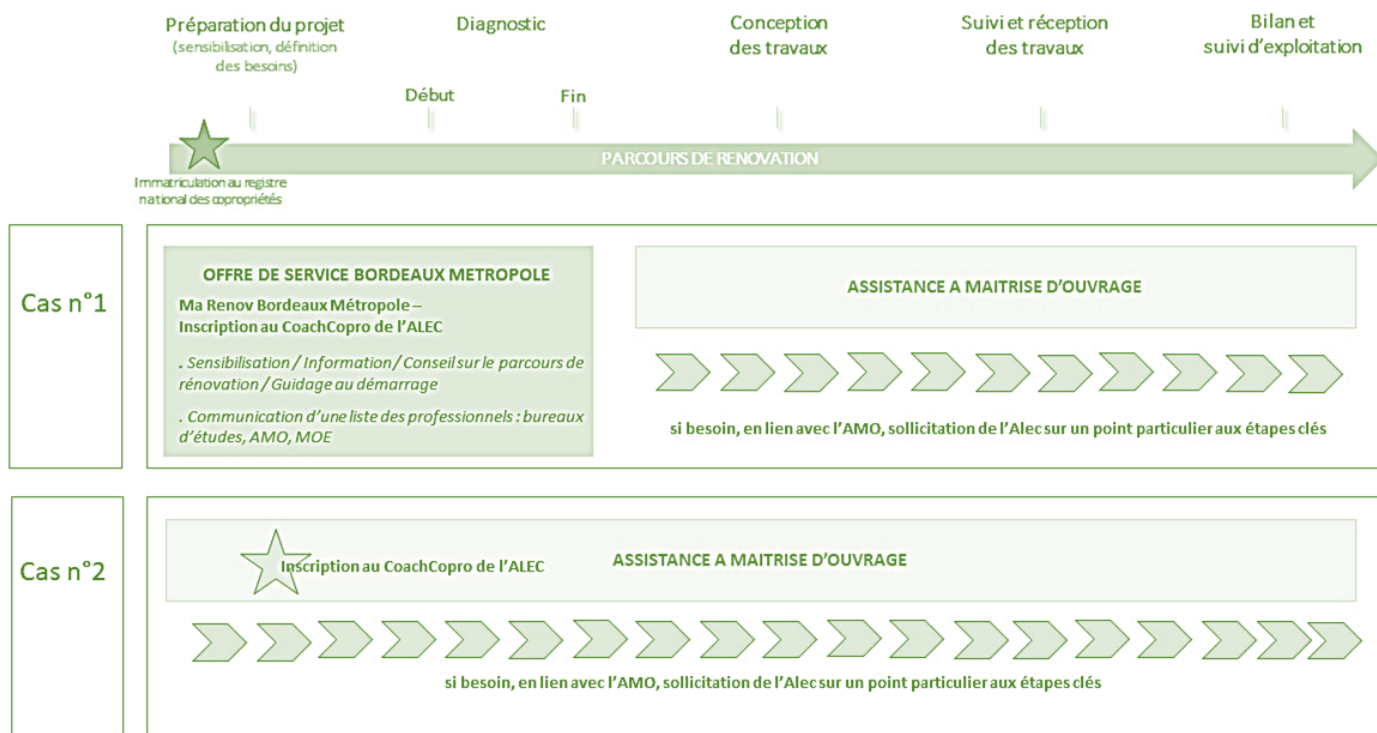 Préparation du projet
(sensibilisation, définition
des besoins)
Diagnostic
Conception
des travaux
Suivi et réception
des travaux
Bilan et
suivi d'exploitation
Début
Fin
PARCOURS DE RENOVATION
Immatriculation au registre
national des copropriétés
Cas n°1
OFFRE DE SERVICE BORDEAUX METROPOLE
Ma Renov Bordeaux Métropole –
Inscription au CoachCopro de l'ALEC
. Sensibilisation / Information / Conseil sur le parcours de
rénovation / Guidage au démarrage
. Communication d'une liste des professionnels : bureaux
d'études, AMO, MOE
ASSISTANCE A MAITRISE D'OUVRAGE
si besoin, en lien avec l'AMO, sollicitation de l'Alec sur un point particulier aux étapes clés
Cas n°2
Inscription au CoachCopro de l'ALEC
ASSISTANCE A MAITRISE D'OUVRAGE
si besoin, en lien avec l'AMO, sollicitation de l'Alec sur un point particulier aux étapes clés